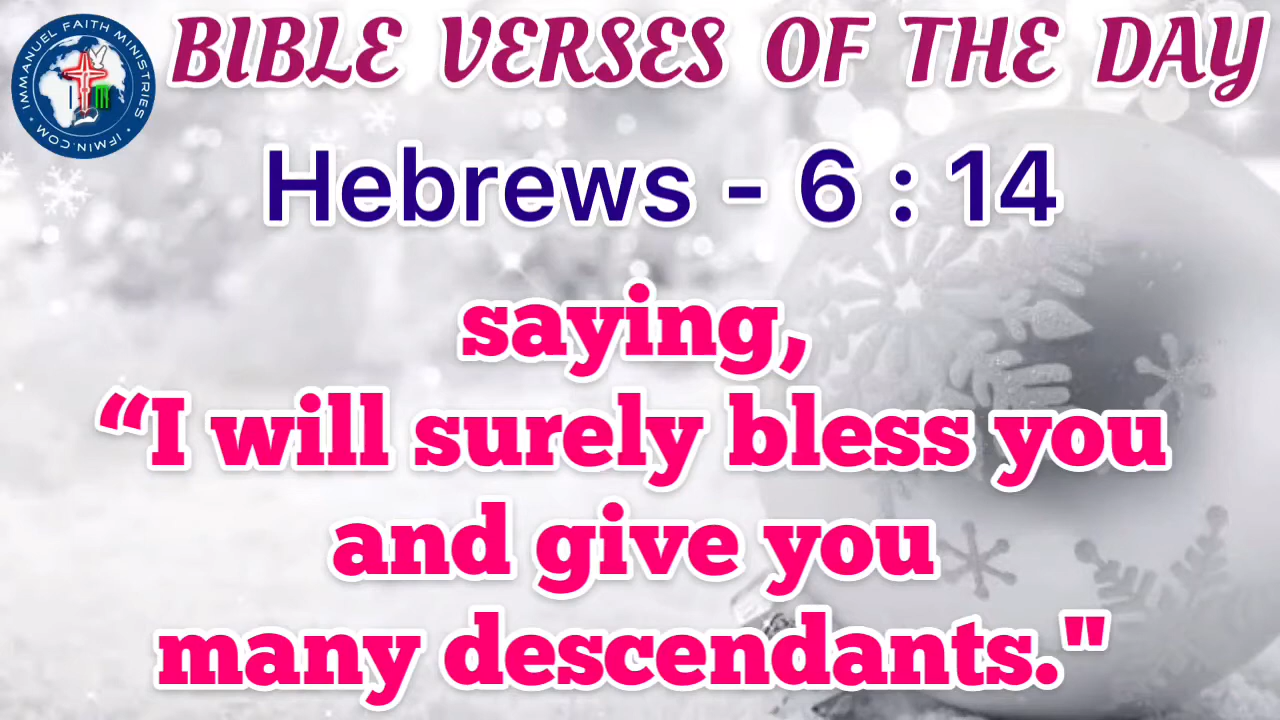 IMMANUEL FAITH MINISTRIES • IFMIN.COM •
BIBLE VERSES OF THE DAY
Hebrews - 6 : 14
saying,
“I will surely bless you
and give you
many descendants."